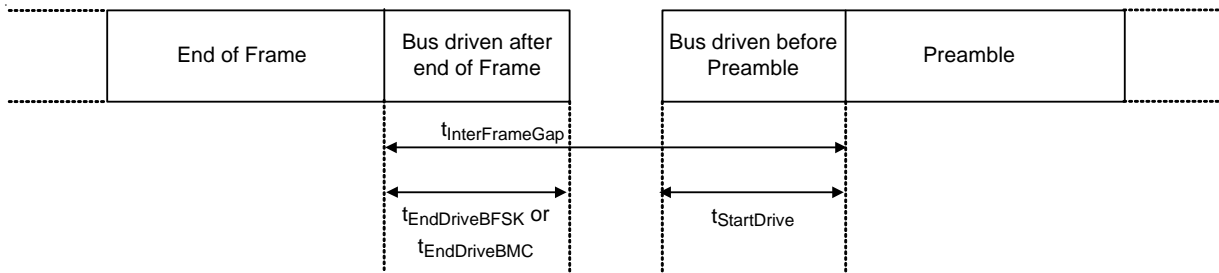 End of Frame
Bus driven after
end of Frame
Bus driven before
Preamble
Preamble
tInterFrameGap
tEndDriveBFSK or
tEndDriveBMC
tStartDrive